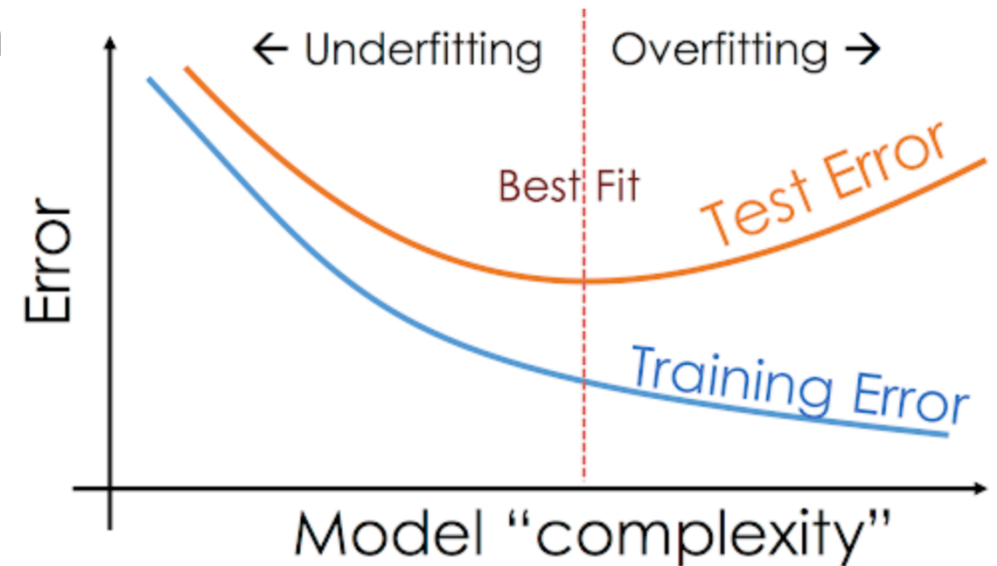 ← Underfitting
Overfitting →
Best Fit
Test Error
Error
Training Error
Model “complexity”